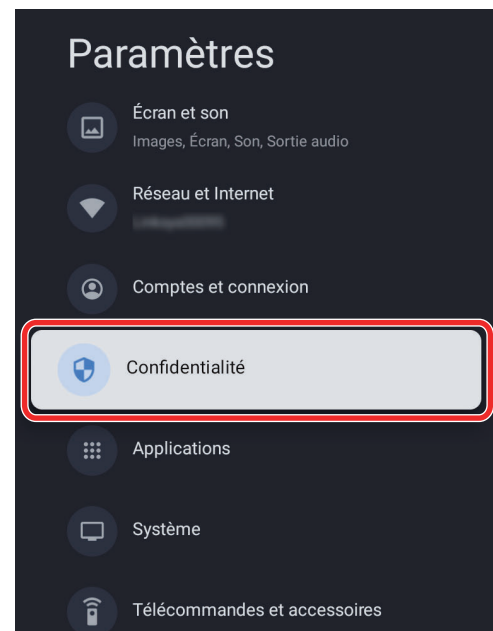 Paramètres
Écran et son
Images, Écran, Son, Sortie audio
Réseau et Internet
Comptes et connexion
Confidentialité
Applications
Système
Télécommandes et accessoires